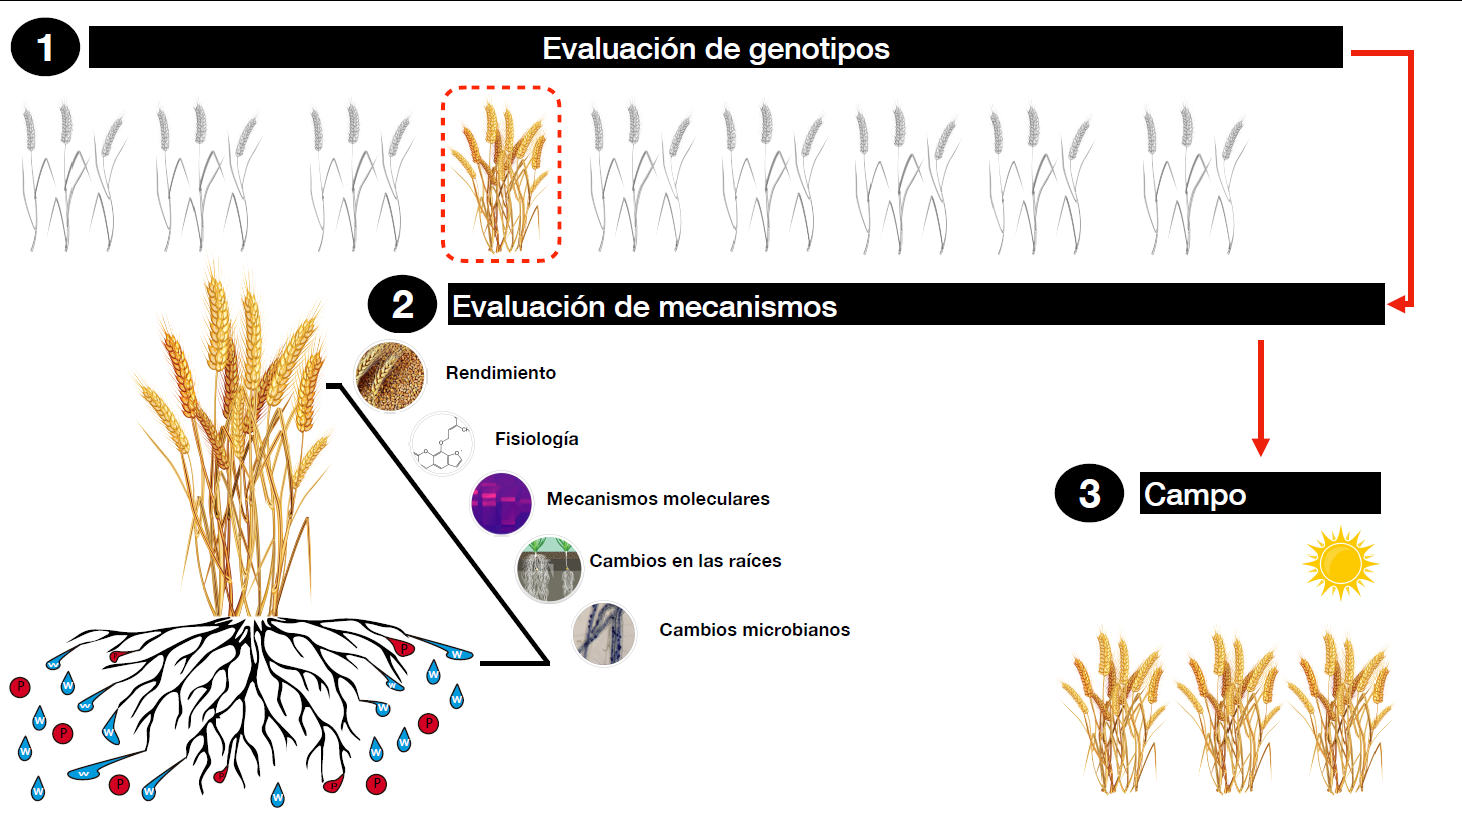 1
Evaluación de genotipos
2
Evaluación de mecanismos
Rendimiento
Fisiología
Mecanismos moleculares
Cambios en las raíces
Cambios microbianos
3
Campo
P
P
W
W
W
P
W
W
W
W
W
W
P
P
W
W
W
W
W
P
P
P
P
W
W
W